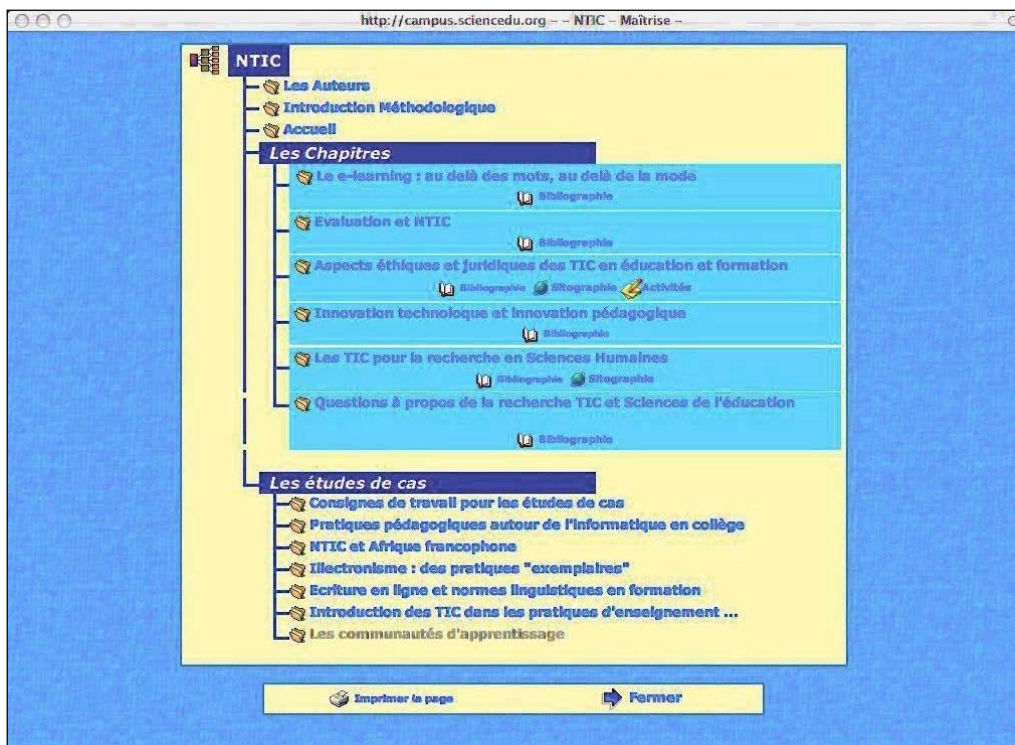 http://campus.sciencedu.org – – NTIC – Maîtrise –
NTIC
Les Auteurs
Introduction Méthodologique
Accueil
Les Chapitres
Le e-learning : au delà des mots, au delà de la mode
Bibliographie
Evaluation et NTIC
Bibliographie
Aspects éthiques et juridiques des TIC en éducation et formation
Bibliographie Sitographie Activités
Innovation technoloque et innovation pédagogique
Bibliographie
Les TIC pour la recherche en Sciences Humaines
Bibliographie Sitographie
Questions à propos de la recherche TIC et Sciences de l'éducation
Bibliographie
Les études de cas
Consignes de travail pour les études de cas
Pratiques pédagogiques autour de l'informatique en collège
NTIC et Afrique francophone
Illectronisme : des pratiques "exemplaires"
Ecriture en ligne et normes linguistiques en formation
Introduction des TIC dans les pratiques d'enseignement ...
Les communautés d'apprentissage
Imprimer la page Fermer